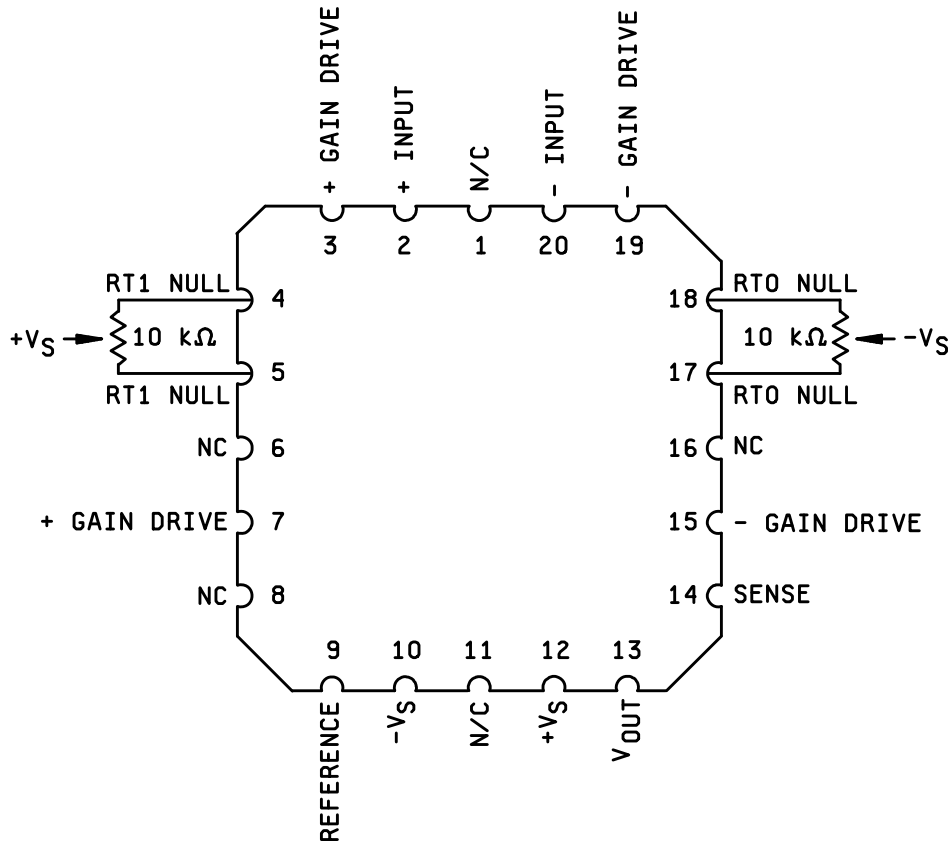 + GAIN DRIVE
+ INPUT
N/C
- INPUT
- GAIN DRIVE
3 2 1 20 19
RT1 NULL 4 18 RTO NULL
+VS 10 kΩ 10 kΩ -VS
5 17
RT1 NULL RTO NULL
NC 6 16 NC
+ GAIN DRIVE 7 15 - GAIN DRIVE
NC 8 14 SENSE
9 10 11 12 13
REFERENCE
-VS
N/C
+VS
VOUT